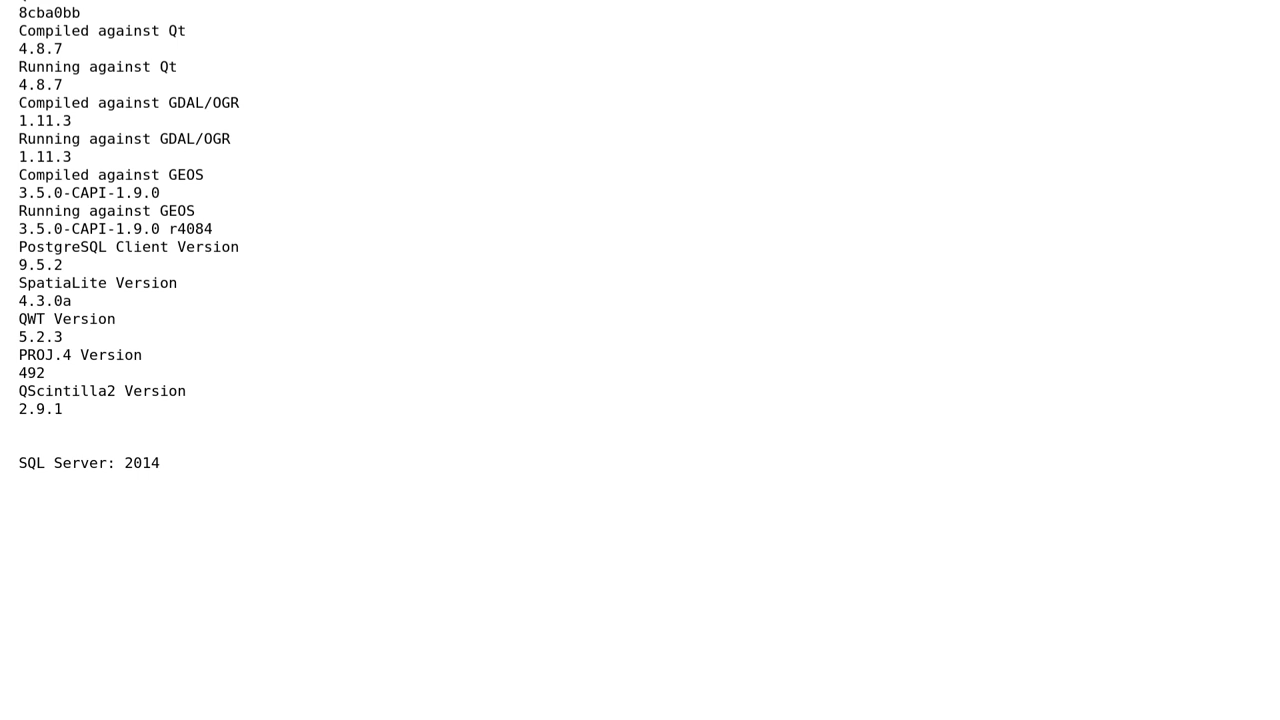 8cba0bb
Compiled against Qt
4.8.7
Running against Qt
4.8.7
Compiled against GDAL/OGR
1.11.3
Running against GDAL/OGR
1.11.3
Compiled against GEOS
3.5.0-CAPI-1.9.0
Running against GEOS
3.5.0-CAPI-1.9.0 r4084
PostgreSQL Client Version
9.5.2
SpatiaLite Version
4.3.0a
QWT Version
5.2.3
PROJ.4 Version
492
QScintilla2 Version
2.9.1
SQL Server: 2014